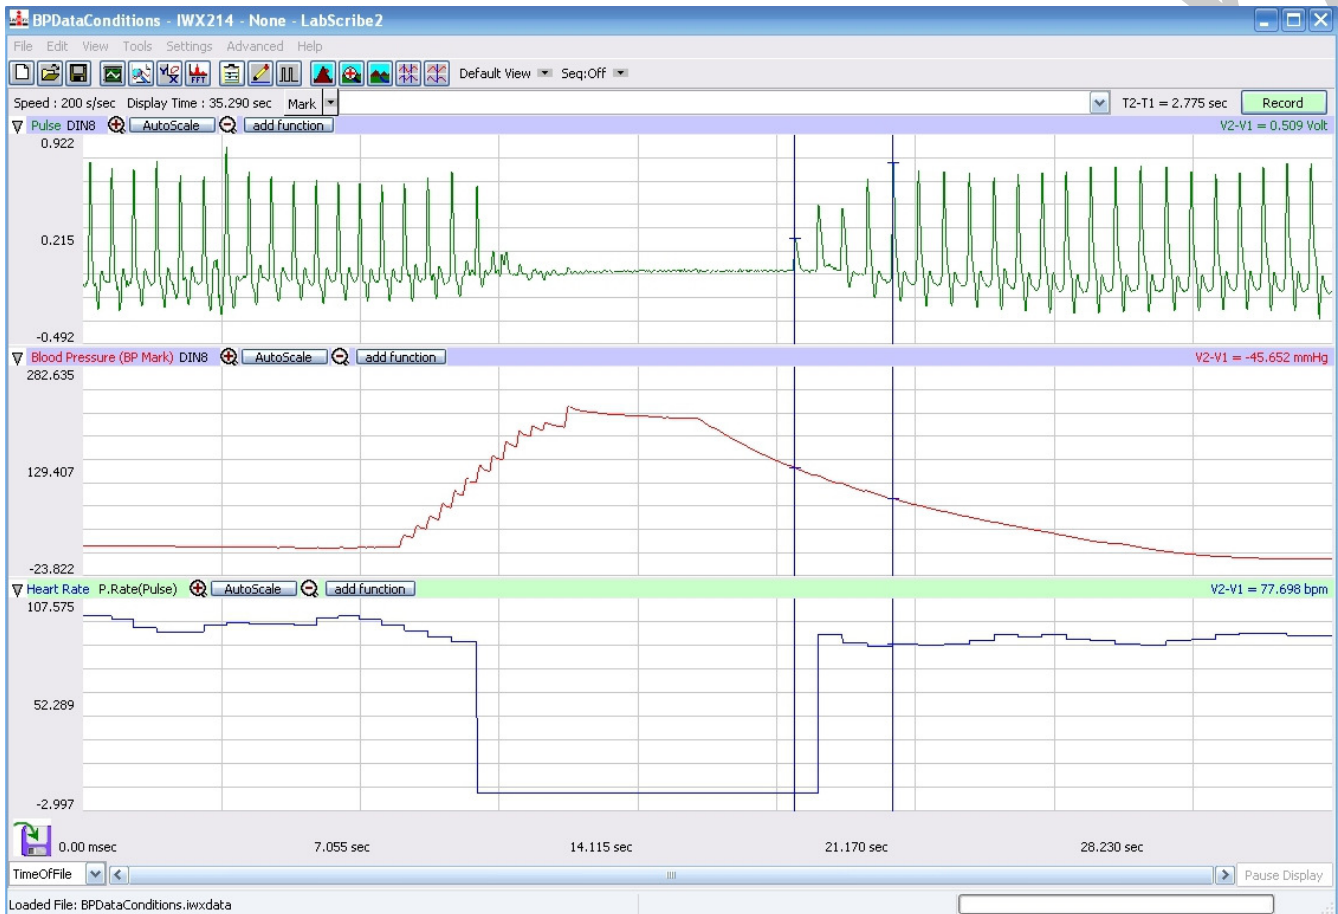 BPDataConditions - IWX214 - None - LabScribe2
File Edit View Tools Settings Advanced Help
Default View Seq:Off
Speed : 200 s/sec Display Time : 35.290 sec Mark T2-T1 = 2.775 sec Record
Pulse DIN8 AutoScale add function V2-V1 = 0.509 Volt
0.922
0.215
-0.492
Blood Pressure (BP Mark) DIN8 AutoScale add function V2-V1 = -45.652 mmHg
282.635
129.407
-23.822
Heart Rate P.Rate(Pulse) AutoScale add function V2-V1 = 77.698 bpm
107.575
52.289
-2.997
0.00 msec 7.055 sec 14.115 sec 21.170 sec 28.230 sec
TimeOfFile Pause Display
Loaded File: BPDataConditions.iwxdata